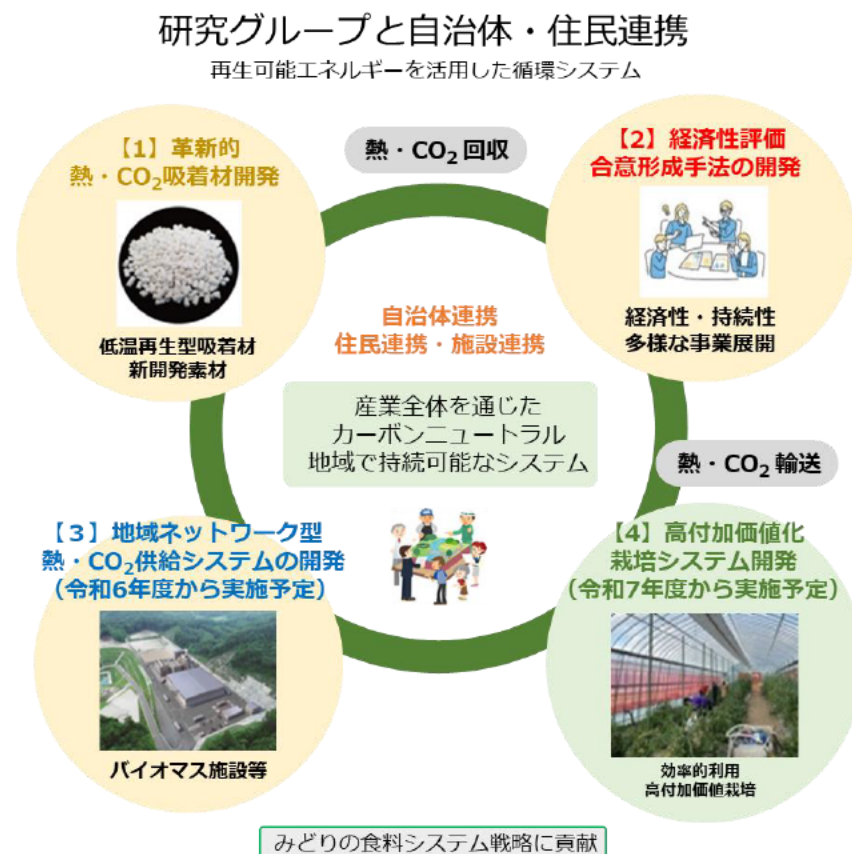 研究グループと自治体・住民連携
再生可能エネルギーを活用した循環システム
【1】革新的
熱・CO₂吸着材開発
低温再生型吸着材
新開発素材
熱・CO₂回収
【2】経済性評価
合意形成手法の開発
経済性・持続性
多様な事業展開
自治体連携
住民連携・施設連携
産業全体を通じた
カーボンニュートラル
地域で持続可能なシステム
熱・CO₂輸送
【３】地域ネットワーク型
熱・CO₂供給システムの開発
（令和6年度から実施予定）
バイオマス施設等
【4】高付加価値化
栽培システム開発
（令和7年度から実施予定）
効率的利用
高付加価値栽培
みどりの食料システム戦略に貢献